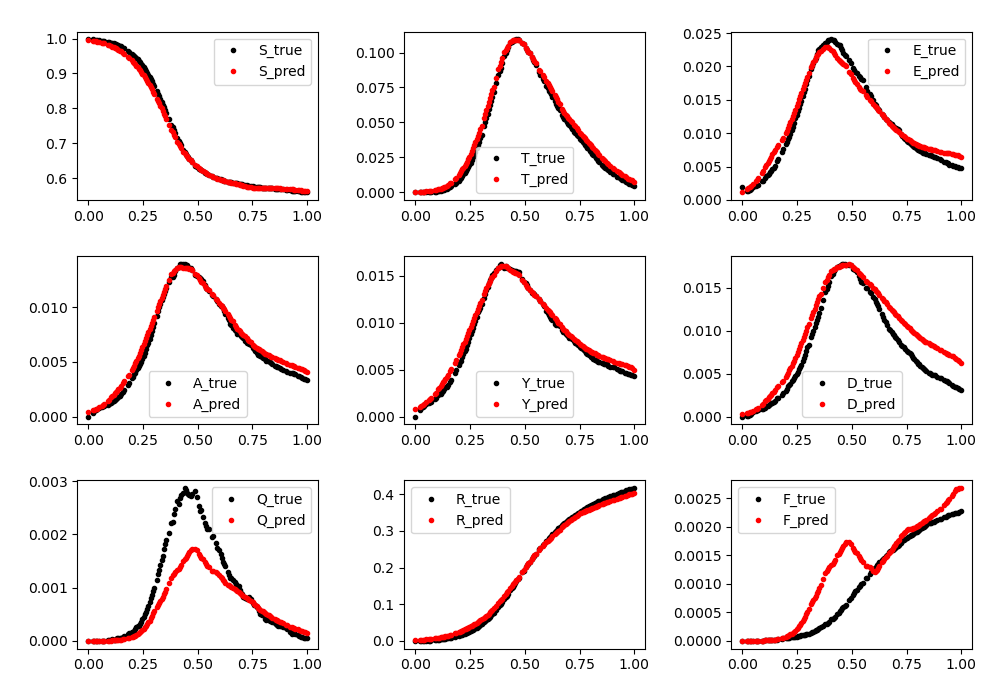 1.0
0.9
0.8
0.7
0.6
0.00 0.25 0.50 0.75 1.00
S_true
S_pred
0.100
0.075
0.050
0.025
0.000
0.00 0.25 0.50 0.75 1.00
T_true
T_pred
0.025
0.020
0.015
0.010
0.005
0.000
0.00 0.25 0.50 0.75 1.00
E_true
E_pred
0.010
0.005
0.000
0.00 0.25 0.50 0.75 1.00
A_true
A_pred
0.015
0.010
0.005
0.000
0.00 0.25 0.50 0.75 1.00
Y_true
Y_pred
0.015
0.010
0.005
0.000
0.00 0.25 0.50 0.75 1.00
D_true
D_pred
0.003
0.002
0.001
0.000
0.00 0.25 0.50 0.75 1.00
Q_true
Q_pred
0.4
0.3
0.2
0.1
0.0
0.00 0.25 0.50 0.75 1.00
R_true
R_pred
0.0025
0.0020
0.0015
0.0010
0.0005
0.0000
0.00 0.25 0.50 0.75 1.00
F_true
F_pred